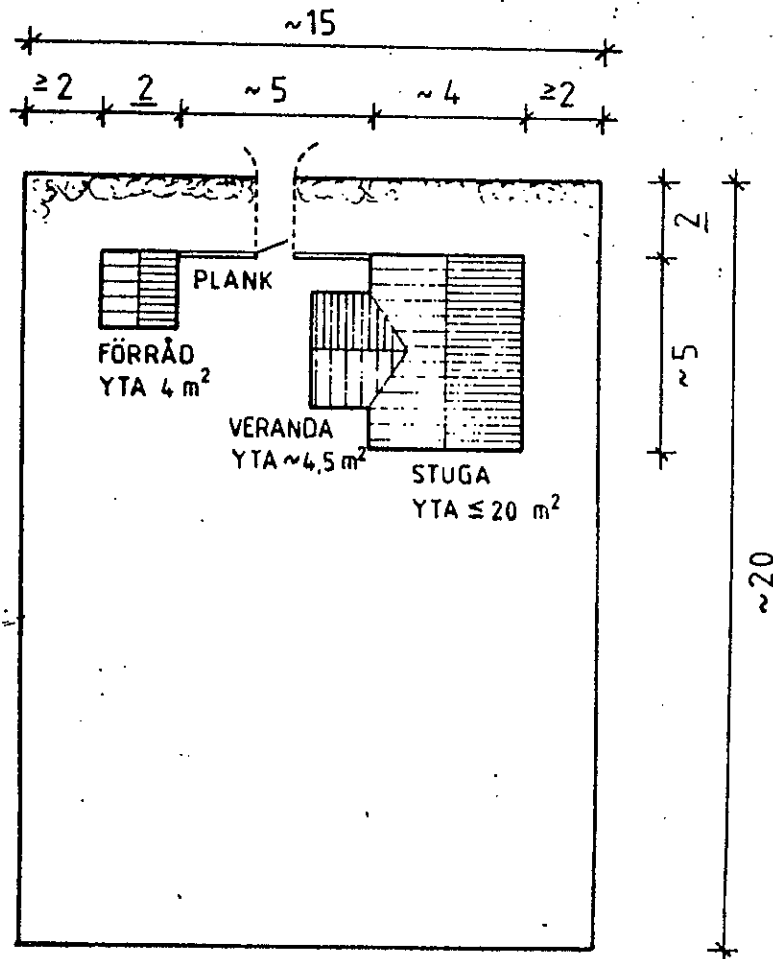 ~15
≥2 2 ~5 ~4 ≥2
2
PLANK
FÖRRÅD
YTA 4 m²
~5
VERANDA
YTA ~4,5 m²
STUGA
YTA ≤ 20 m²
~20